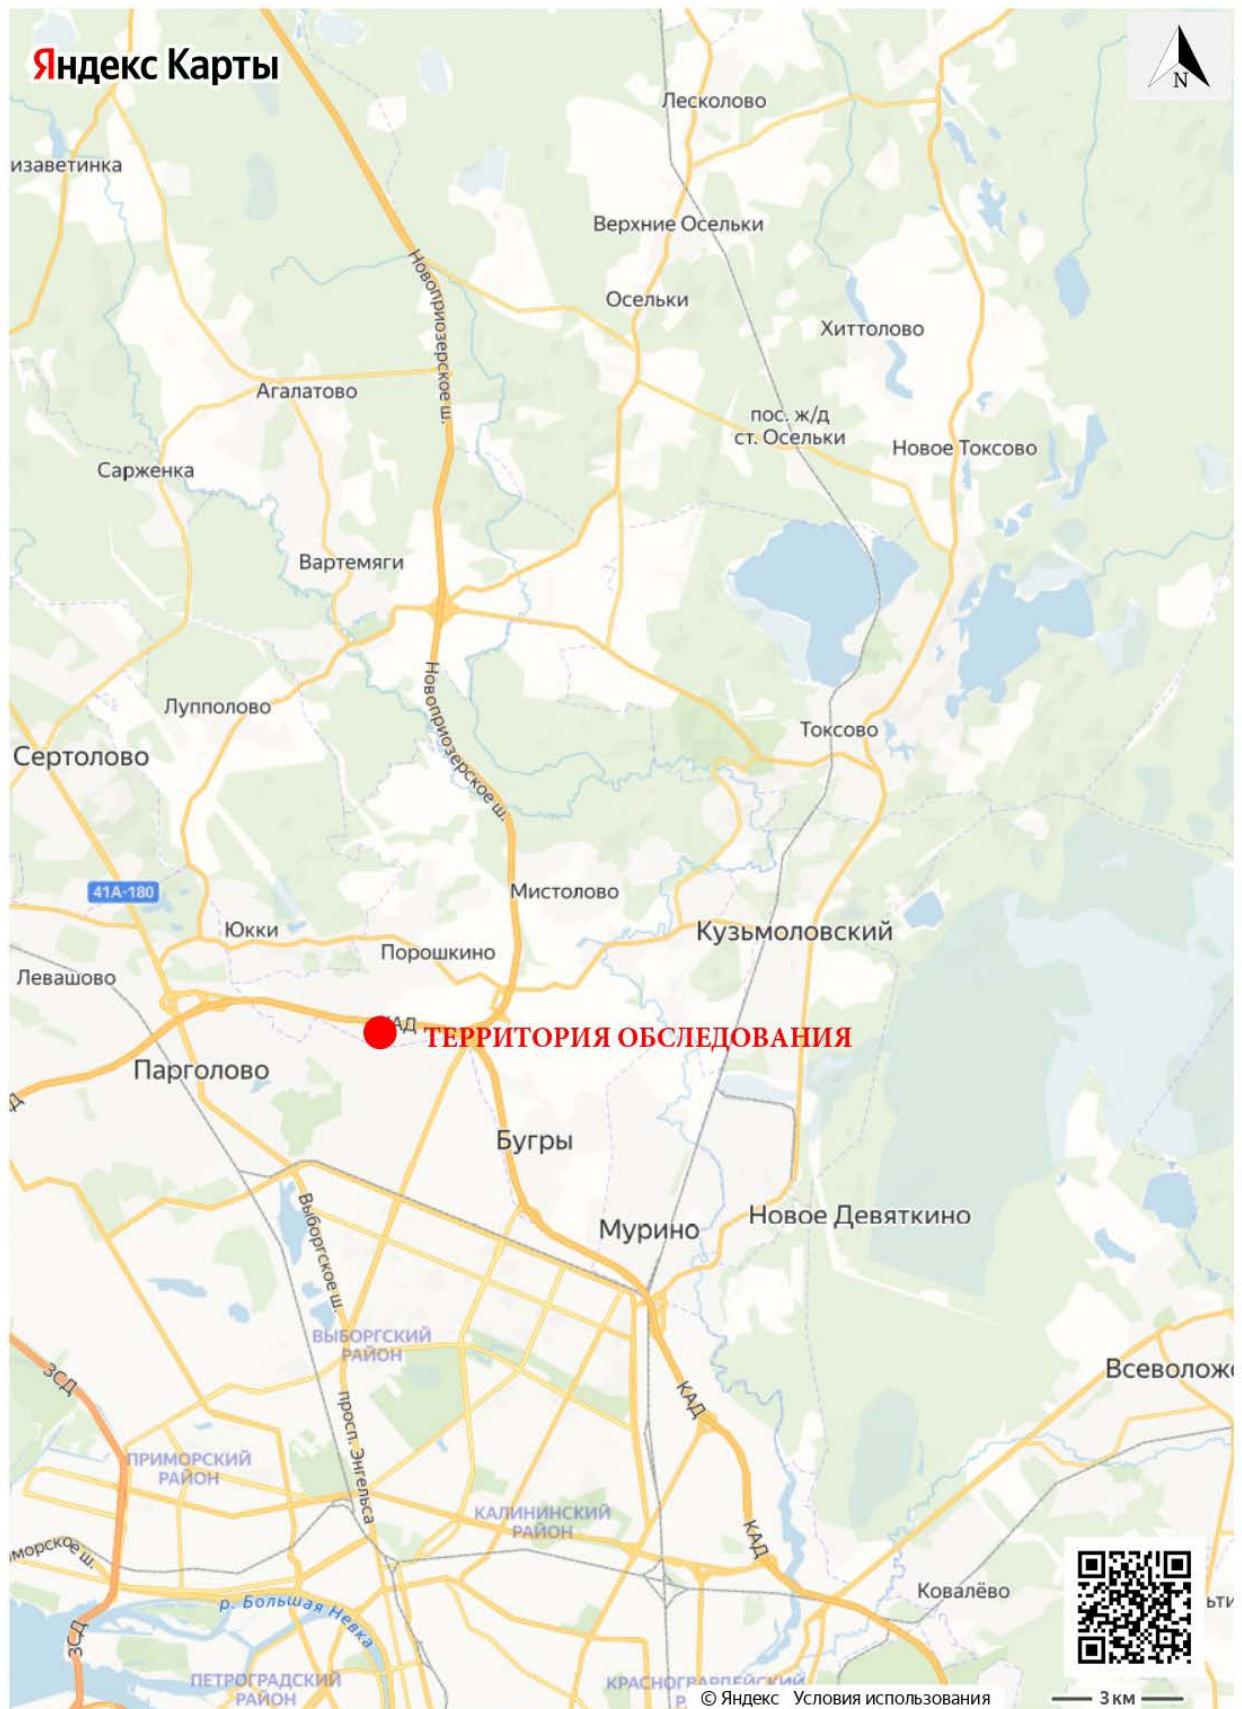 Яндекс Карты
N
Лесколово
изаветинка
Верхние Осельки
Новоприозерское ш.
Осельки
Хиттолово
Агалатово
пос. ж/д
ст. Осельки
Новое Токсово
Сарженка
Вартемяги
Новоприозерское ш.
Лупполово
Токсово
Сертолово
41А-180
Мистолово
Юкки
Кузьмоловский
Порошкино
Левашово
КАД
ТЕРРИТОРИЯ ОБСЛЕДОВАНИЯ
Парголово
Бугры
Выборгское ш.
Новое Девяткино
Мурино
ВЫБОРГСКИЙ
РАЙОН
Всеволож
ЗСД
КАД
просп. Энгельса
ПРИМОРСКИЙ
РАЙОН
КАЛИНИНСКИЙ
РАЙОН
КАД
морское ш.
Ковалёво
р. Большая Невка
ьти
ЗСД
ПЕТРОГРАДСКИЙ
РАЙОН
КРАСНОГВАРДЕЙСКИЙ
Р
© Яндекс Условия использования
3 км